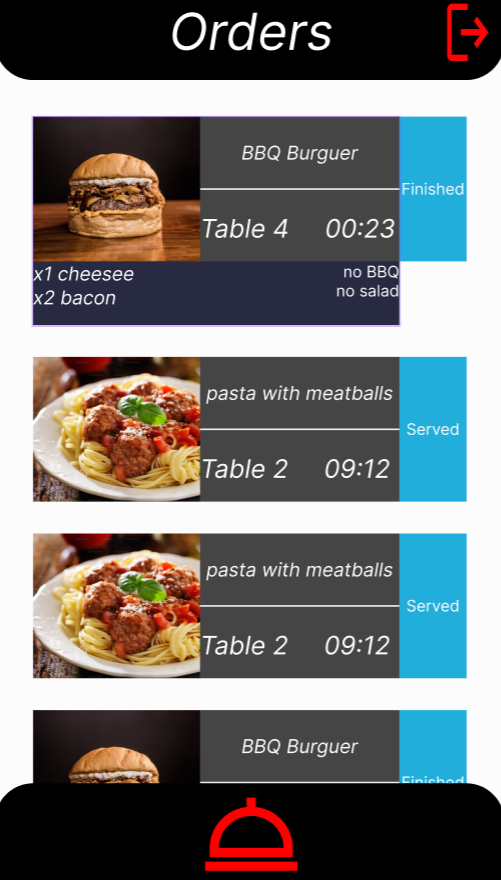 Orders
BBQ Burguer
Finished
Table 4 00:23
x1 cheesee
x2 bacon
no BBQ
no salad
pasta with meatballs
Served
Table 2 09:12
pasta with meatballs
Served
Table 2 09:12
BBQ Burguer
Finished